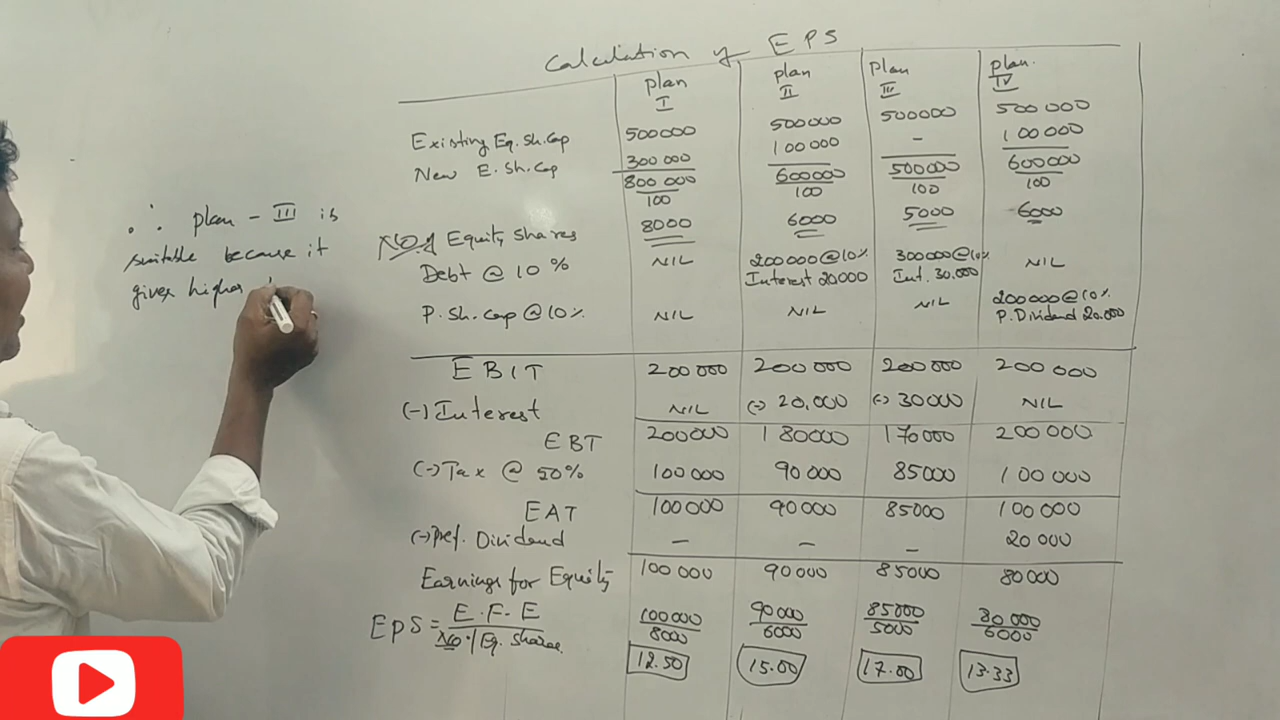 Calculation of EPS
plan I plan II Plan III plan. IV
Existing Eq. Sh. Cap 500000 500000 500000 500000
New E. Sh. Cap 300000 100000 - 100000
800000 600000 500000 600000
100 100 100 100
No. of Equity Shares 8000 6000 5000 6000
Debt @ 10% NIL 200000@10% 300000@10% NIL
Interest 20000 Int. 30.000
P. Sh. Cap @ 10% NIL NIL NIL 200000@10%
P. Dividend 20.000
EBIT 200000 200000 200000 200000
(-) Interest NIL (-) 20,000 (-) 30000 NIL
EBT 200000 180000 170000 200000
(-) Tax @ 50% 100000 90000 85000 100000
EAT 100000 90000 85000 100000
(-) Pref. Dividend - - - 20000
Earnings for Equity 100000 90000 85000 80000
EPS = E.F.E 100000 90000 85000 80000
No. of Eq. Shares 8000 6000 5000 6000
12.50 15.00 17.00 13.33
∴ plan - III is
suitable because it
gives higher